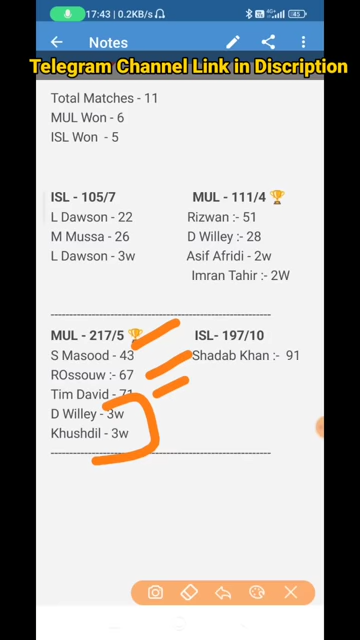 17:43 | 0.2KB/s
4G
45
Notes
Telegram Channel Link in Discription
Total Matches - 11
MUL Won - 6
ISL Won - 5
ISL - 105/7
L Dawson - 22
M Mussa - 26
L Dawson - 3w
MUL - 111/4 🏆
Rizwan :- 51
D Willey :- 28
Asif Afridi - 2w
Imran Tahir :- 2W
MUL - 217/5 🏆
S Masood - 43
ROssouw :- 67
Tim David - 71
D Willey - 3w
Khushdil - 3w
ISL- 197/10
Shadab Khan :- 91